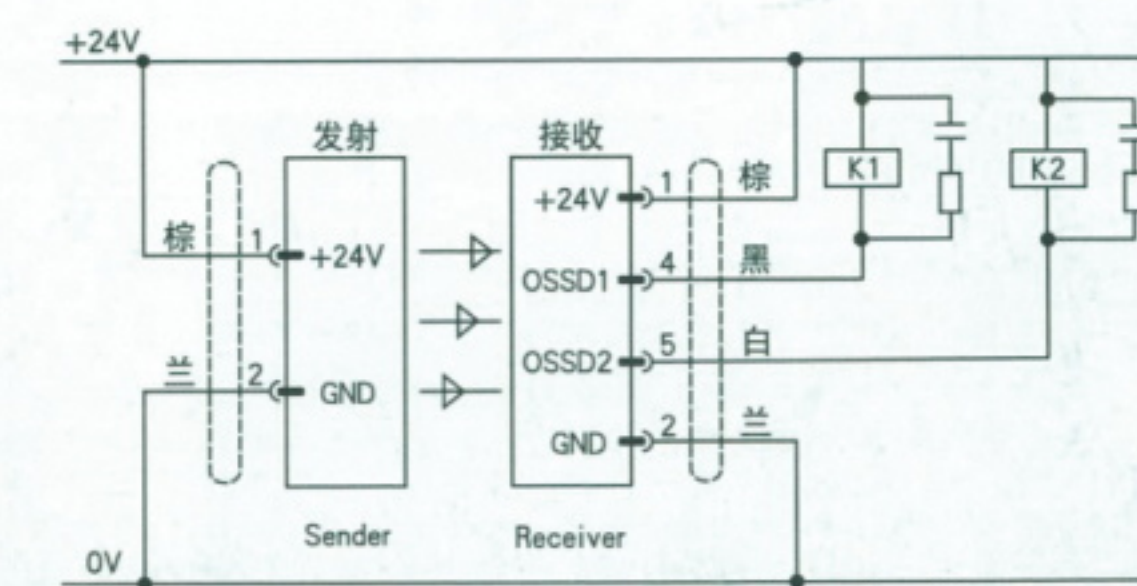 +24V
发射
接收
+24V
1
棕
K1
K2
棕
1
+24V
OSSD1
4
黑
OSSD2
5
白
兰
2
GND
GND
2
兰
Sender
Receiver
0V